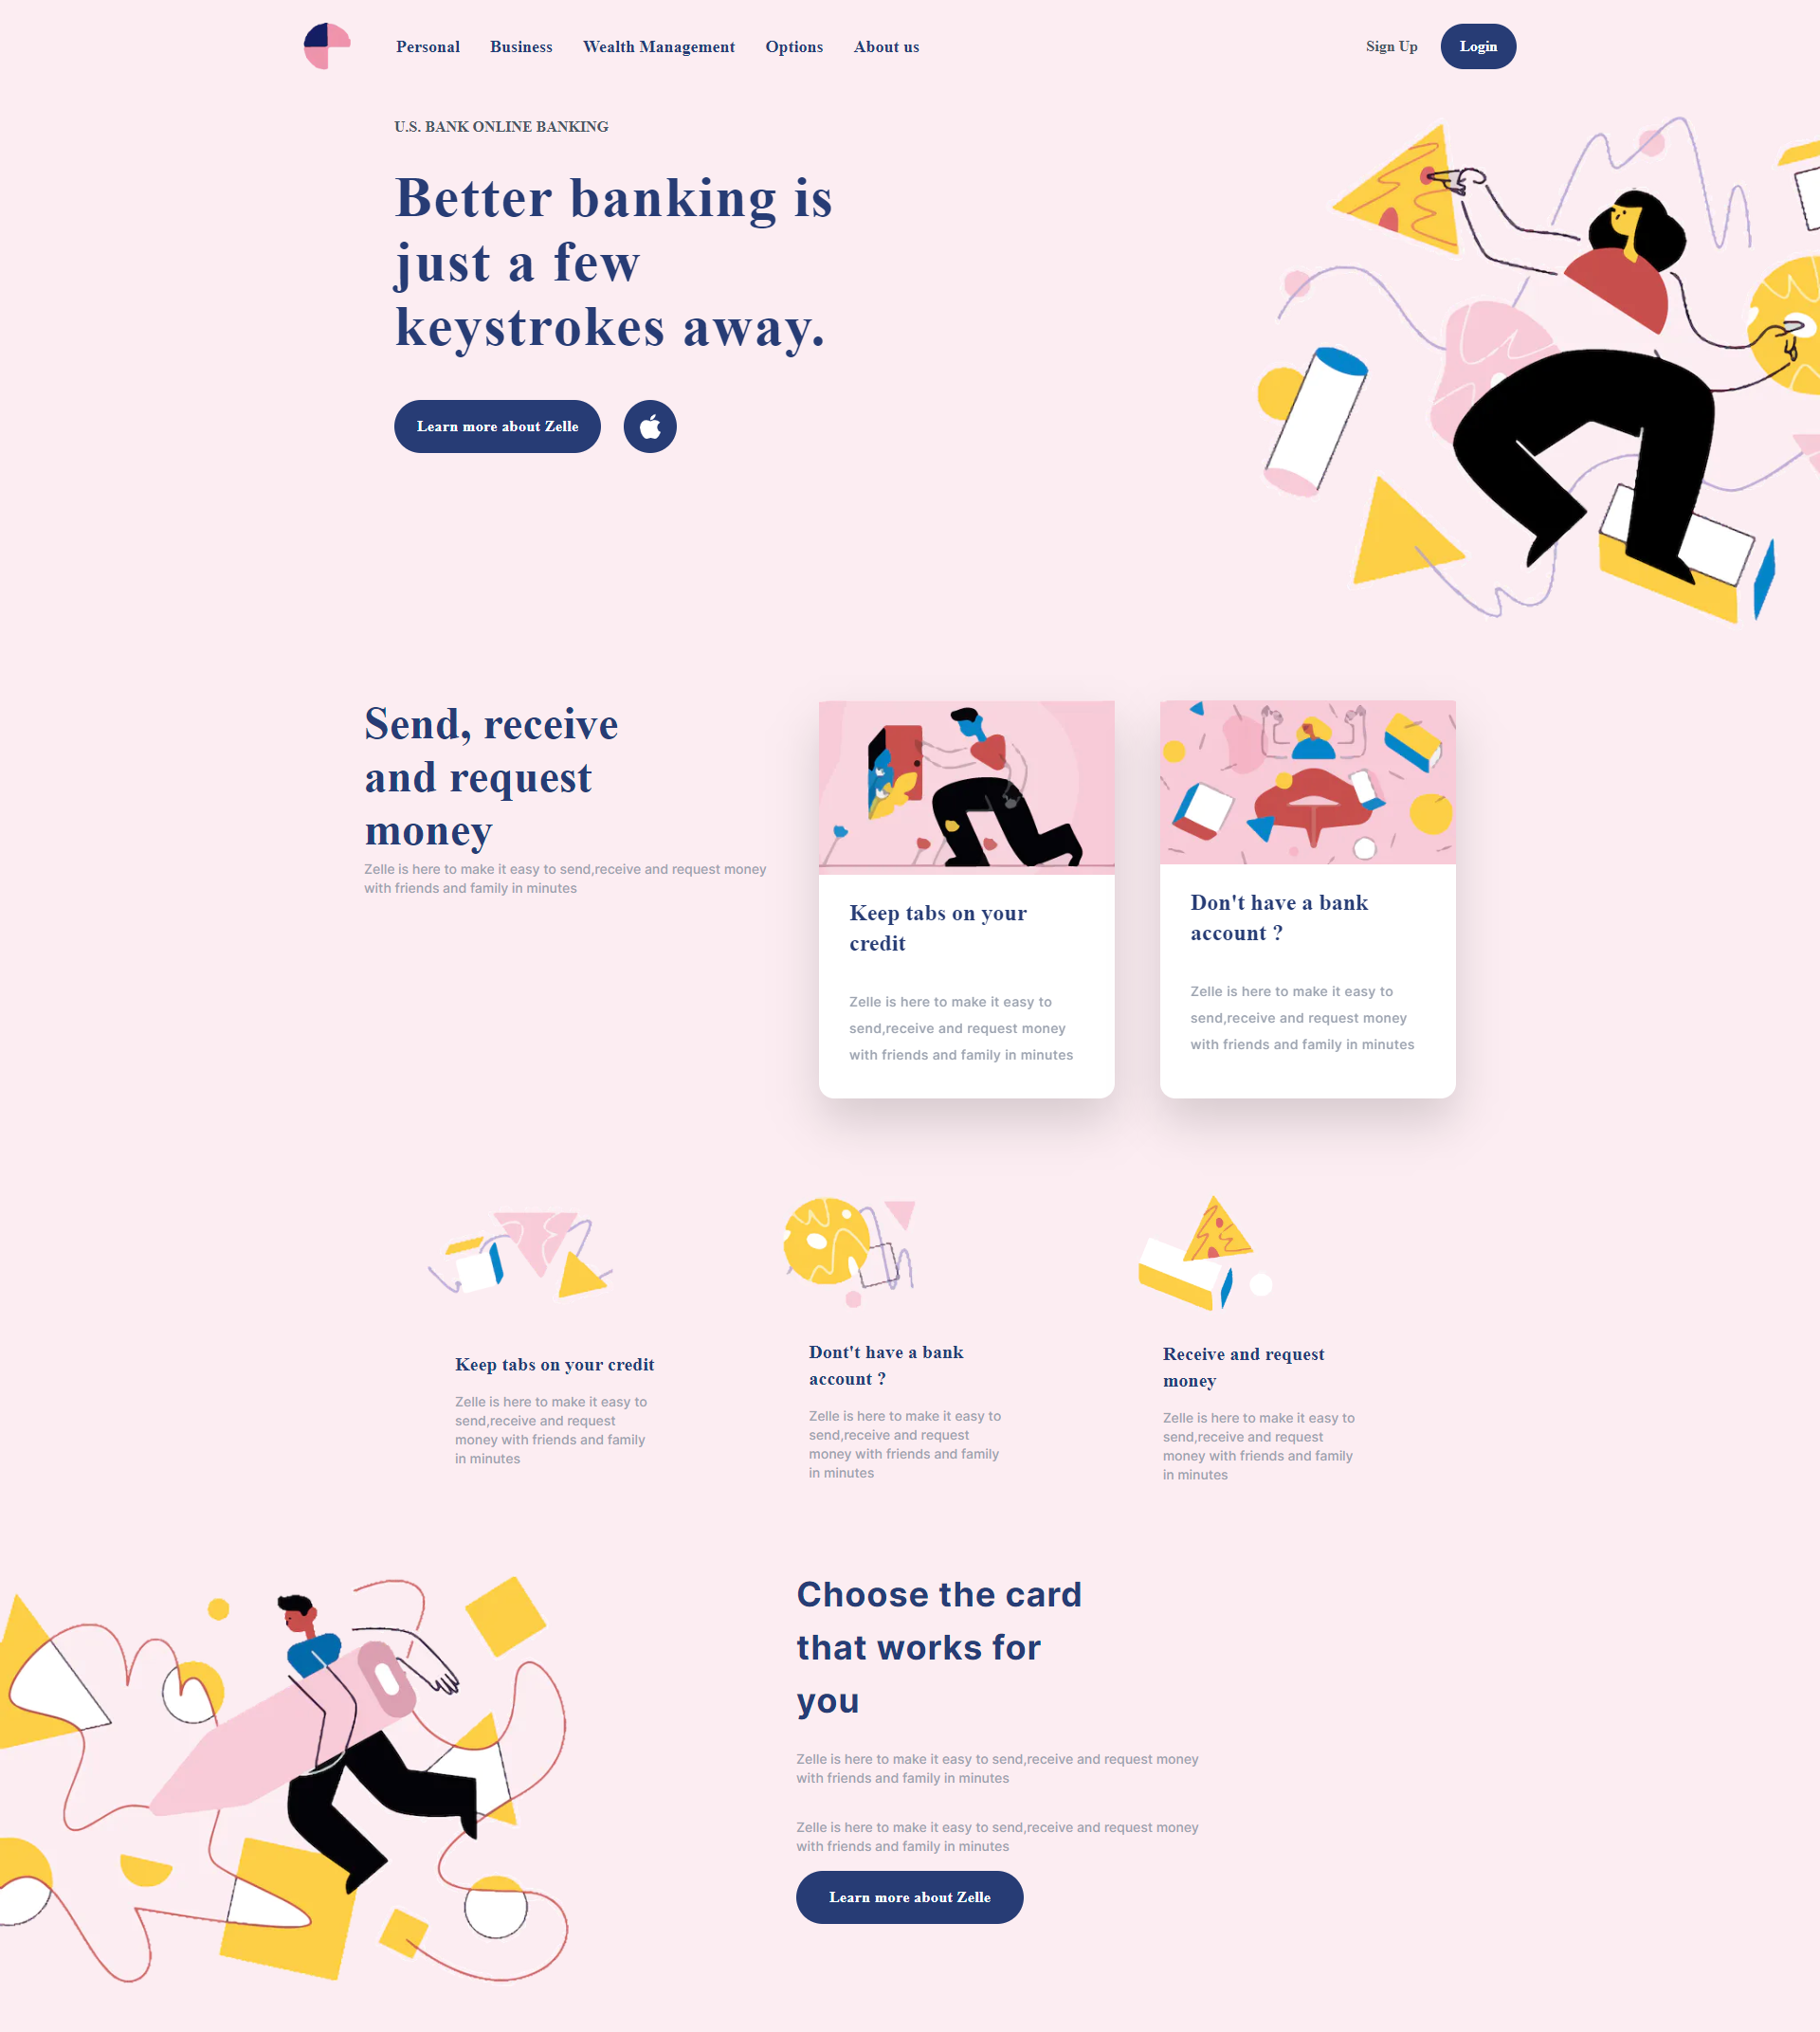 Personal Business Wealth Management Options About us Sign Up Login
U.S. BANK ONLINE BANKING
Better banking is
just a few
keystrokes away.
Learn more about Zelle
Send, receive
and request
money
Zelle is here to make it easy to send,receive and request money
with friends and family in minutes
Keep tabs on your
credit
Zelle is here to make it easy to
send,receive and request money
with friends and family in minutes
Don't have a bank
account ?
Zelle is here to make it easy to
send,receive and request money
with friends and family in minutes
Keep tabs on your credit
Zelle is here to make it easy to
send,receive and request
money with friends and family
in minutes
Dont't have a bank
account ?
Zelle is here to make it easy to
send,receive and request
money with friends and family
in minutes
Receive and request
money
Zelle is here to make it easy to
send,receive and request
money with friends and family
in minutes
Choose the card
that works for
you
Zelle is here to make it easy to send,receive and request money
with friends and family in minutes
Zelle is here to make it easy to send,receive and request money
with friends and family in minutes
Learn more about Zelle